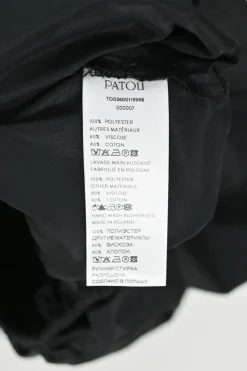 PATOU
TO02600119998
000007
100% POLYESTER
AUTRES MATÉRIAUX
60% VISCOSE
40% COTON
LAVAGE MAIN AUTORISÉ
FABRIQUÉ EN POLOGNE
100% POLYESTER
OTHER MATERIALS
60% VISCOSE
40% COTTON
HAND WASH AUTHORIZED
MADE IN POLAND
100% ПОЛИЭСТЕР
ДРУГИЕ МАТЕРИАЛЫ
60% ВИСКОЗА
40% ХЛОПОК
РУЧНАЯ СТИРКА
РАЗРЕШЕНА
СДЕЛАНО В ПОЛЬШЕ